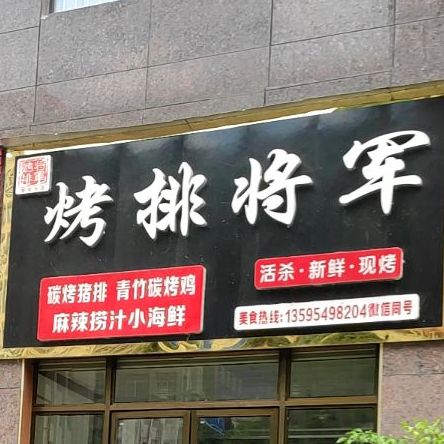 烤排将军
碳烤猪排 青竹碳烤鸡
麻辣捞汁小海鲜
活杀·新鲜·现烤
美食热线:13595498204微信同号